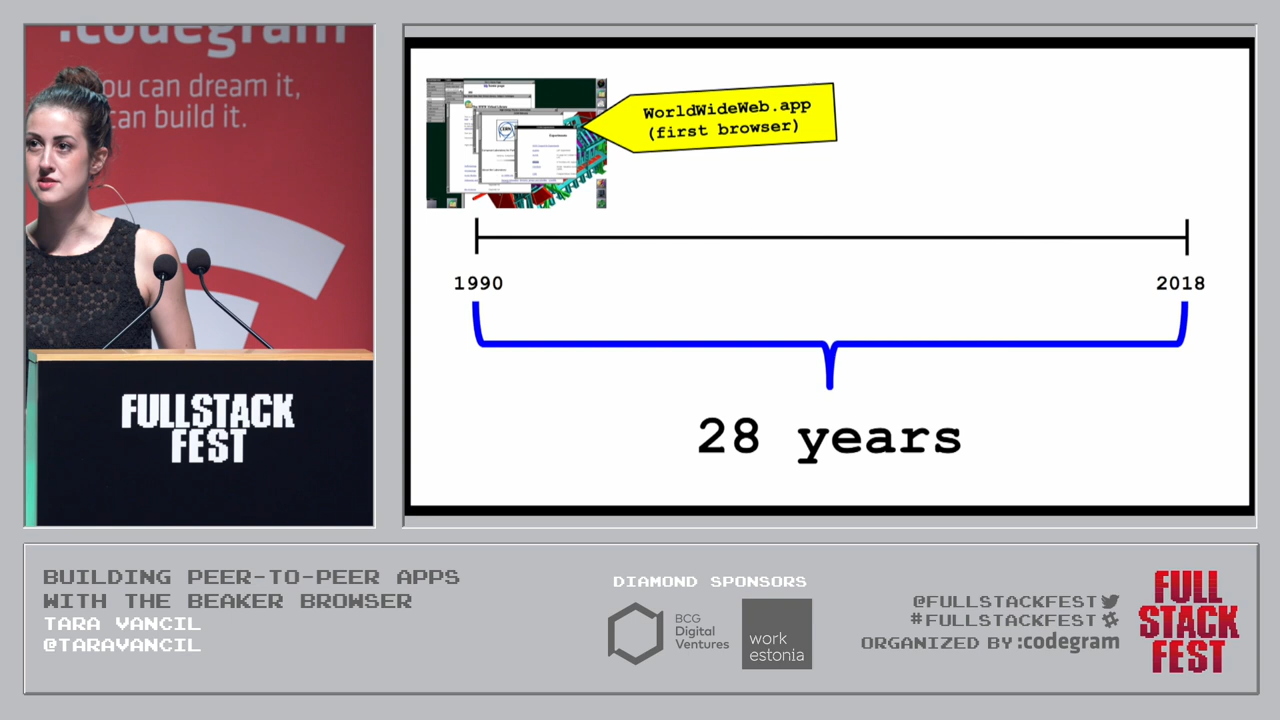 :codegram
ou can dream it,
can build it.
FULLSTACK
FEST
WorldWideWeb.app
(first browser)
CERN
1990
2018
28 years
BUILDING PEER-TO-PEER APPS
WITH THE BEAKER BROWSER
TARA VANCIL
@TARAVANCIL
DIAMOND SPONSORS
BCG
Digital
Ventures
work
estonia
@FULLSTACKFEST
#FULLSTACKFEST
ORGANIZED BY :codegram
FULL
STACK
FEST